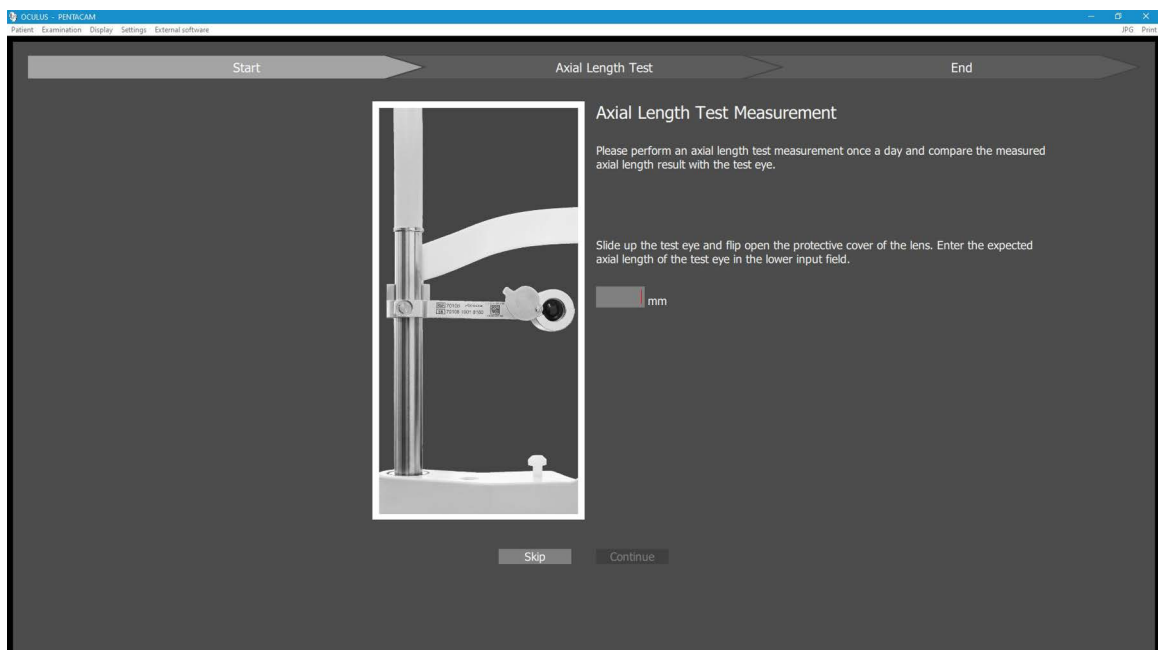 OCULUS - PENTACAM
Patient Examination Display Settings External software JPG Print
Start Axial Length Test End
Axial Length Test Measurement
Please perform an axial length test measurement once a day and compare the measured
axial length result with the test eye.
Slide up the test eye and flip open the protective cover of the lens. Enter the expected
axial length of the test eye in the lower input field.
mm
Skip Continue